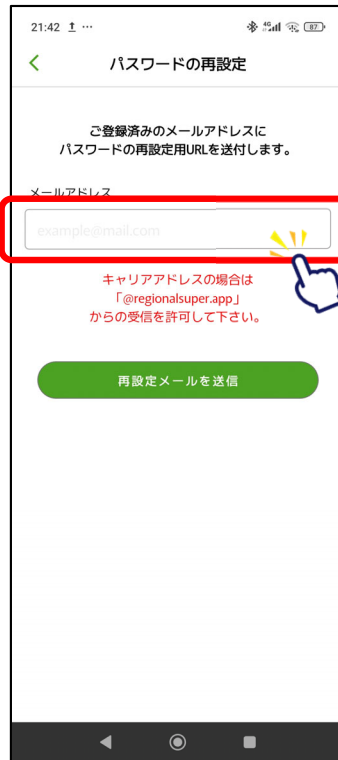 21:42
4G
87
パスワードの再設定
ご登録済みのメールアドレスに
パスワードの再設定用URLを送付します。
メールアドレス
example@mail.com
キャリアアドレスの場合は
「@regionalsuper.app」
からの受信を許可して下さい。
再設定メールを送信